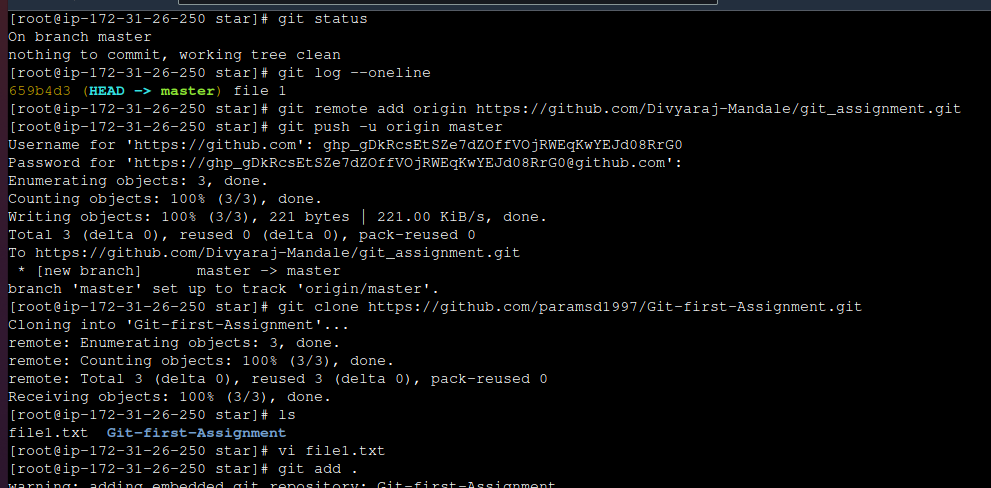 [root@ip-172-31-26-250 star]# git status
On branch master
nothing to commit, working tree clean
[root@ip-172-31-26-250 star]# git log --oneline
659b4d3 (HEAD -> master) file 1
[root@ip-172-31-26-250 star]# git remote add origin https://github.com/Divyaraj-Mandale/git_assignment.git
[root@ip-172-31-26-250 star]# git push -u origin master
Username for 'https://github.com': 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
Password for 'https://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@github.com':
Enumerating objects: 3, done.
Counting objects: 100% (3/3), done.
Writing objects: 100% (3/3), 221 bytes | 221.00 KiB/s, done.
Total 3 (delta 0), reused 0 (delta 0), pack-reused 0
To https://github.com/Divyaraj-Mandale/git_assignment.git
 * [new branch]      master -> master
branch 'master' set up to track 'origin/master'.
[root@ip-172-31-26-250 star]# git clone https://github.com/paramsd1997/Git-first-Assignment.git
Cloning into 'Git-first-Assignment'...
remote: Enumerating objects: 3, done.
remote: Counting objects: 100% (3/3), done.
remote: Total 3 (delta 0), reused 3 (delta 0), pack-reused 0
Receiving objects: 100% (3/3), done.
[root@ip-172-31-26-250 star]# ls
file1.txt  Git-first-Assignment
[root@ip-172-31-26-250 star]# vi file1.txt
[root@ip-172-31-26-250 star]# git add .
warning: adding embedded git repository: Git-first-Assignment